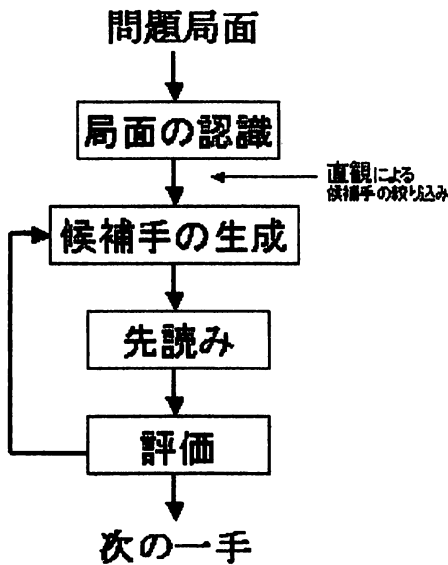 問題局面
局面の認識
直観による
候補手の絞り込み
候補手の生成
先読み
評価
次の一手